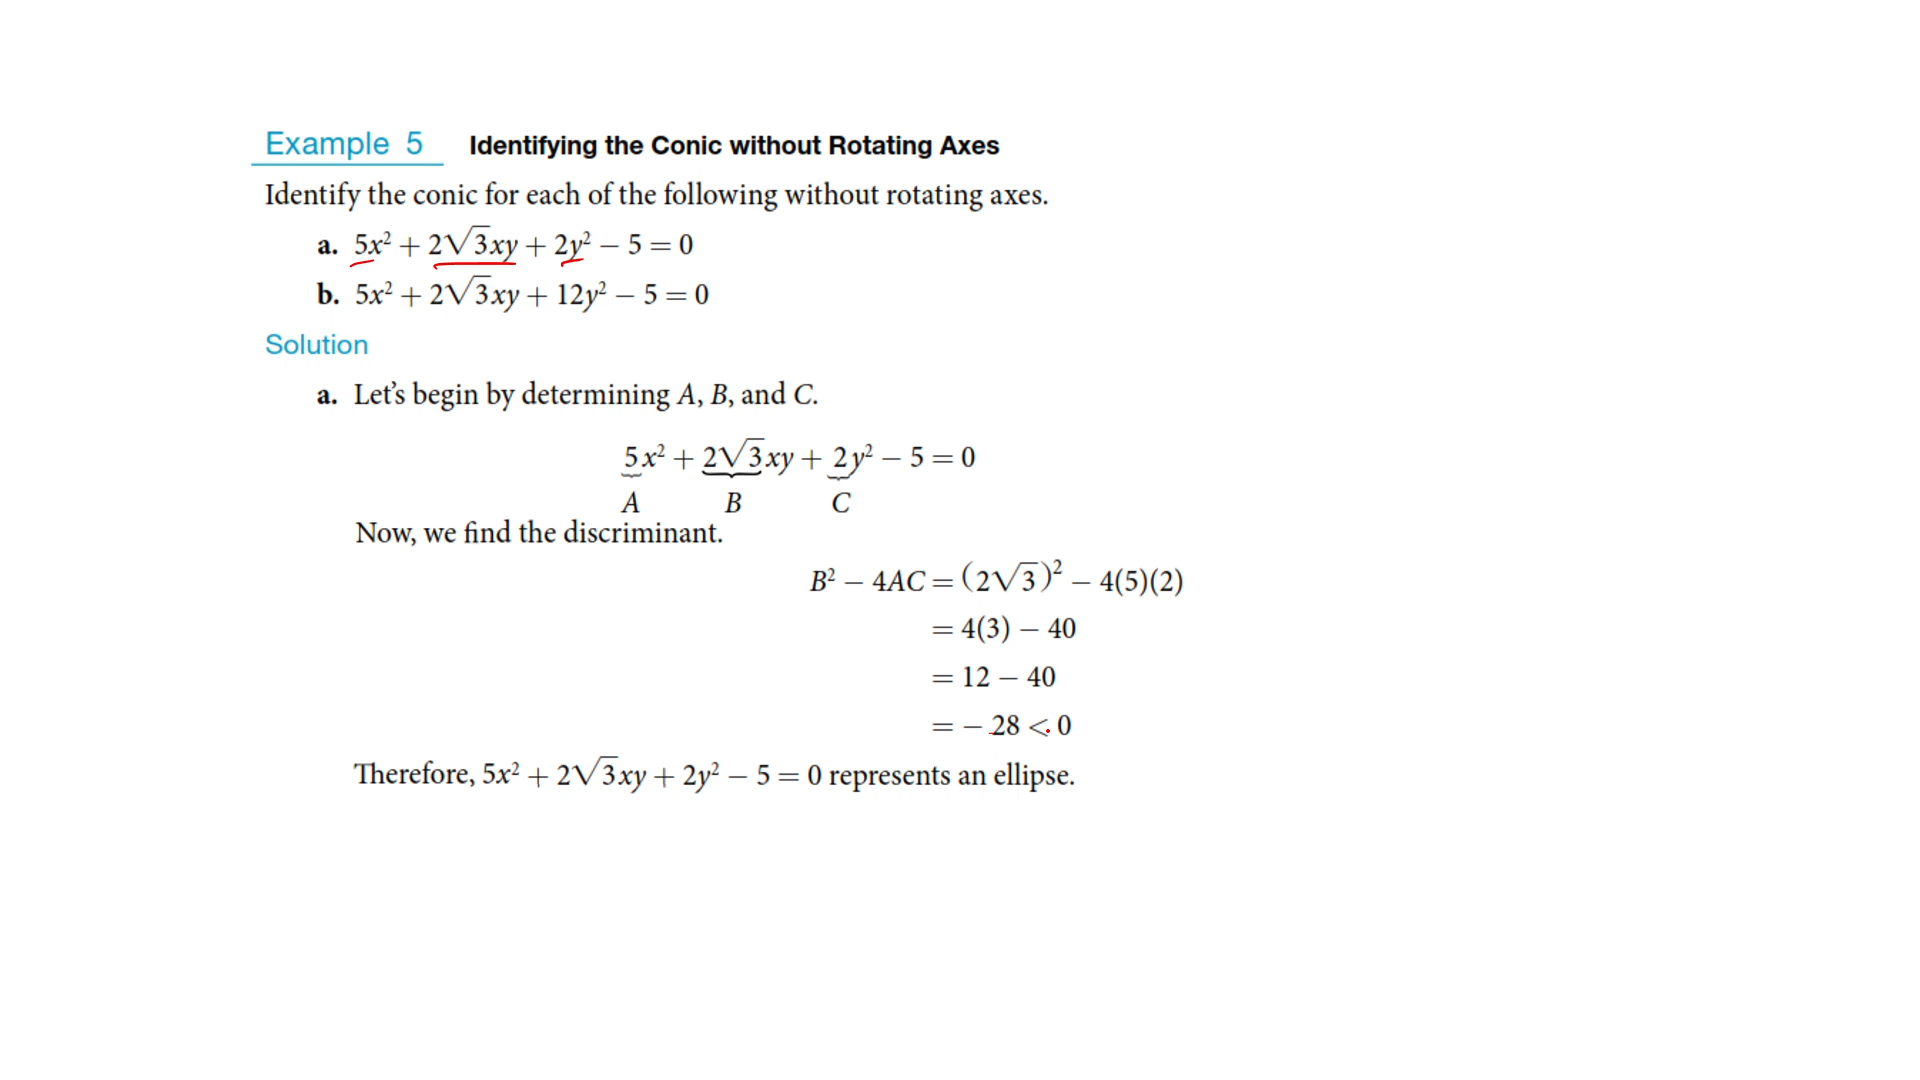 Example 5 Identifying the Conic without Rotating Axes
Identify the conic for each of the following without rotating axes.
a. 5x² + 2√3xy + 2y² − 5 = 0
b. 5x² + 2√3xy + 12y² − 5 = 0
Solution
a. Let's begin by determining A, B, and C.
5x² + 2√3xy + 2y² − 5 = 0
A B C
Now, we find the discriminant.
B² − 4AC = (2√3)² − 4(5)(2)
= 4(3) − 40
= 12 − 40
= − 28 < 0
Therefore, 5x² + 2√3xy + 2y² − 5 = 0 represents an ellipse.